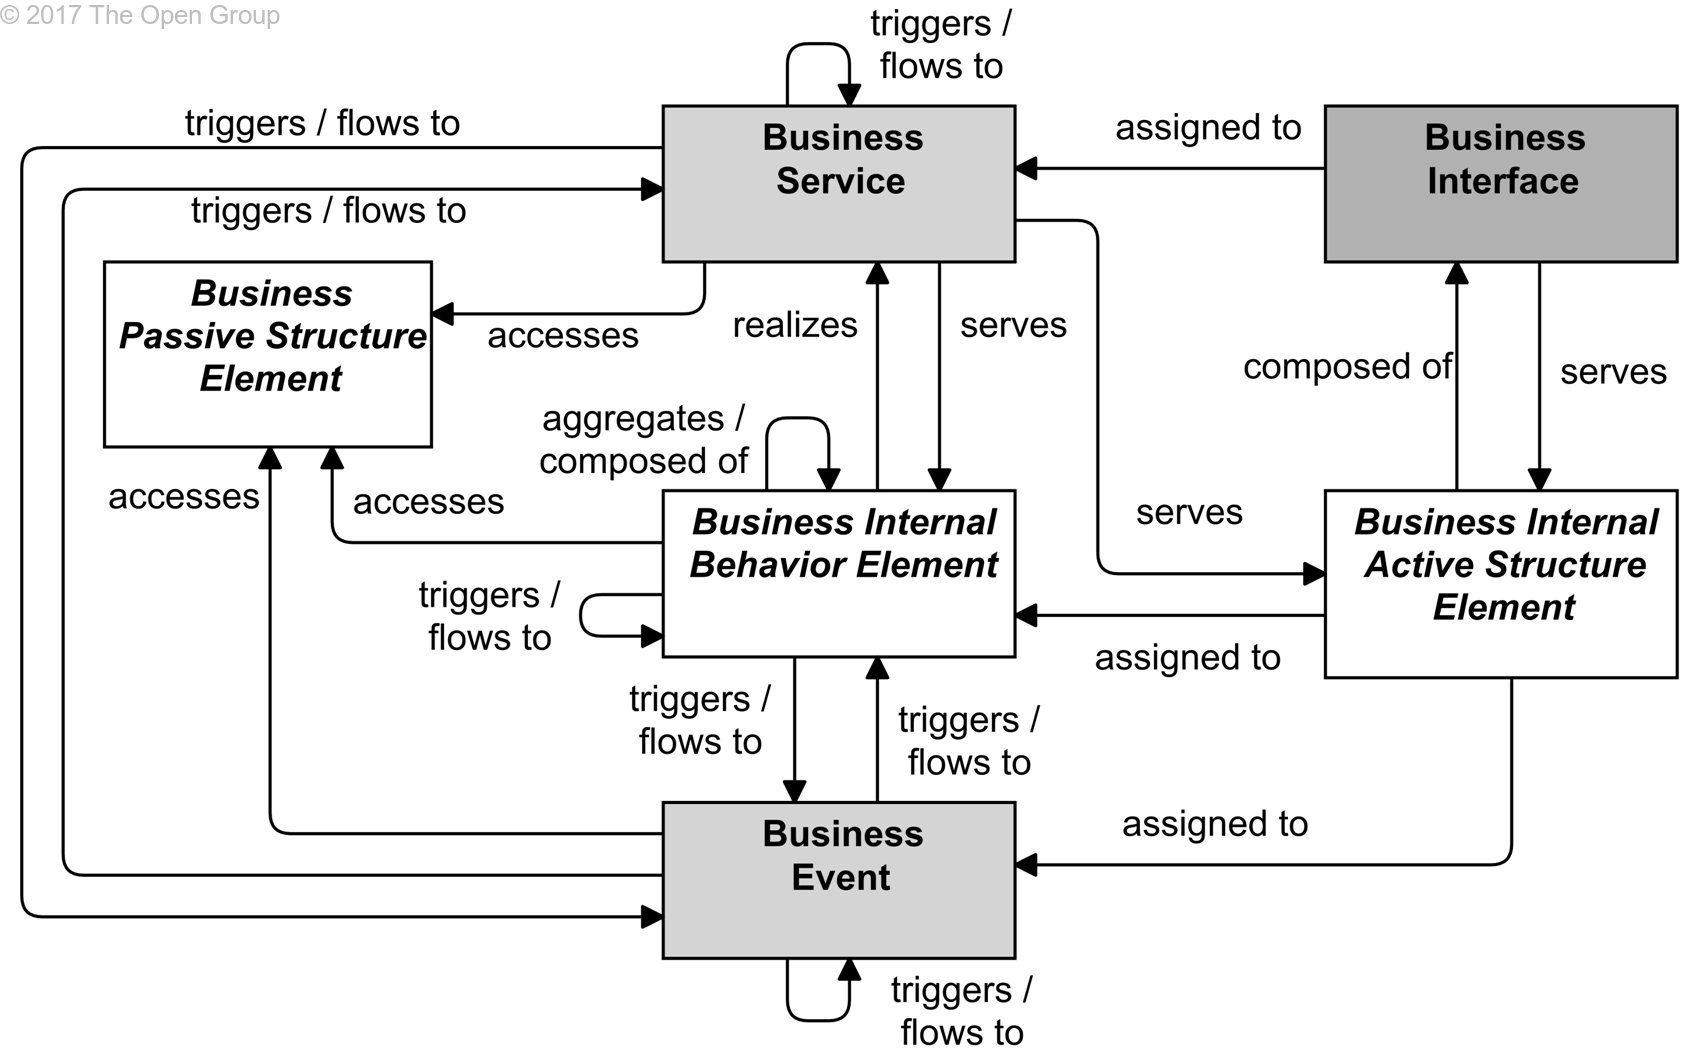 © 2017 The Open Group
triggers /
flows to
triggers / flows to
Business
Service
assigned to
Business
Interface
triggers / flows to
Business
Passive Structure
Element
accesses
realizes
serves
composed of
serves
aggregates /
composed of
accesses
accesses
Business Internal
Behavior Element
serves
Business Internal
Active Structure
Element
triggers /
flows to
assigned to
triggers /
flows to
triggers /
flows to
Business
Event
assigned to
triggers /
flows to